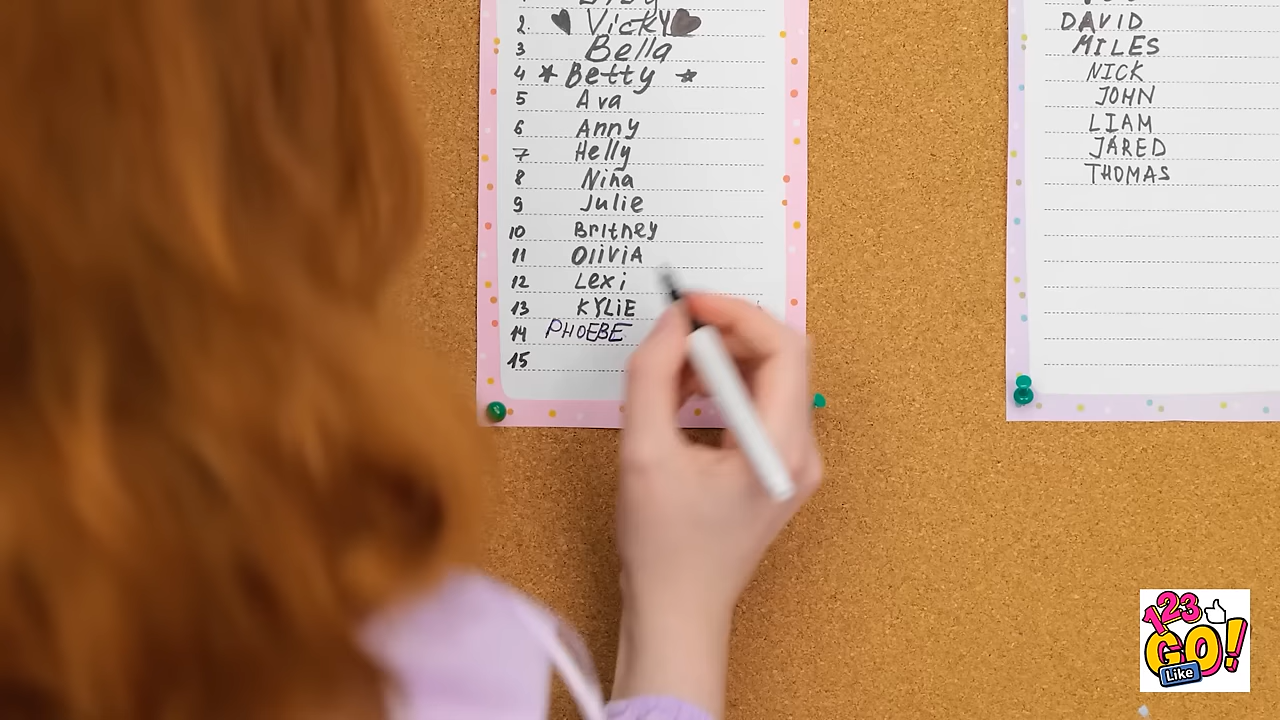 2. Vicky
3 Bella
4 Betty
5 Ava
6 Anny
7 Helly
8 Nina
9 Julie
10 Britney
11 OliviA
12 Lexi
13 KYLiE
14 PHOEBE
15
DAVID
MILES
NICK
JOHN
LIAM
JARED
THOMAS
123
GO!
Like